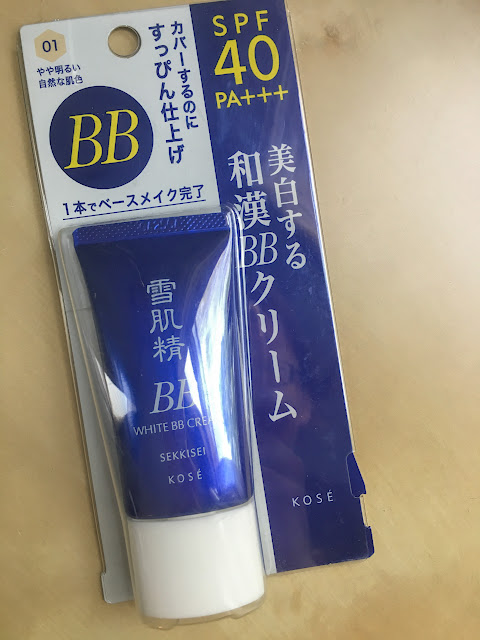 01
やや明るい
自然な肌色
カバーするのに
すっぴん仕上げ
BB
1本でベースメイク完了
SPF
40
PA+++
美白する
和漢BBクリーム
雪肌精
BB
WHITE BB CREA
SEKKISEI
KOSÉ
KOSÉ